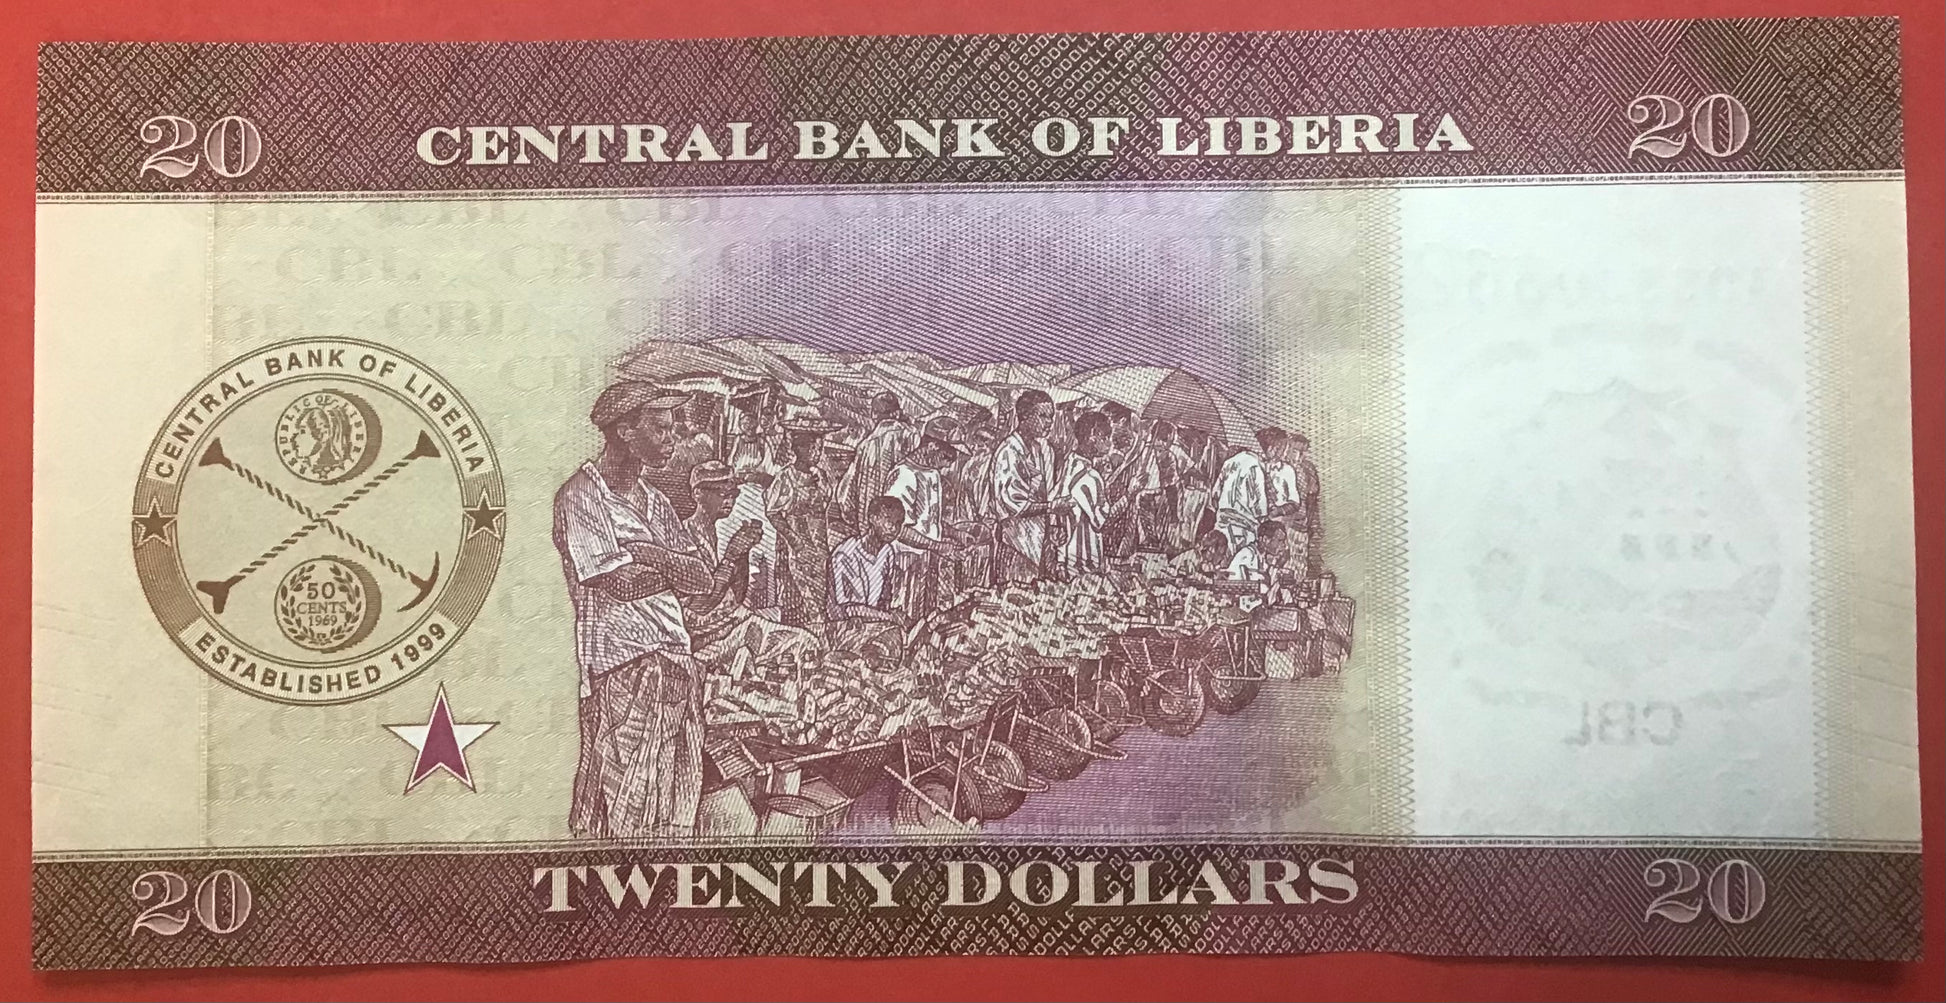 20 CENTRAL BANK OF LIBERIA 20
CENTRAL BANK OF LIBERIA
REPUBLIC OF LIBERIA
50
CENTS
1969
ESTABLISHED 1999
CBL
20 TWENTY DOLLARS 20